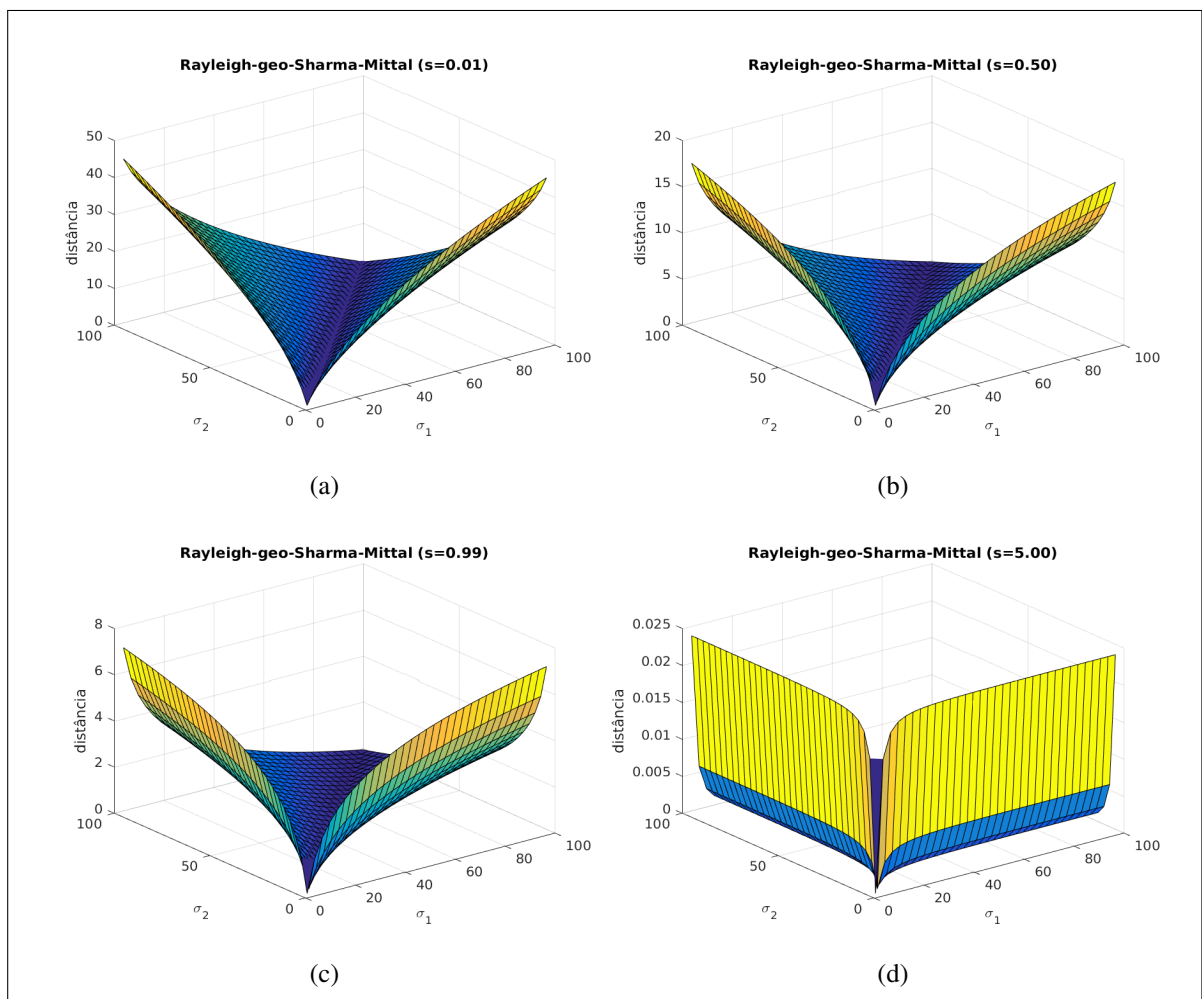 Rayleigh-geo-Sharma-Mittal (s=0.01)
50
40
30
20
10
0
distância
100
50
0
σ2
0
20
40
60
80
100
σ1
(a)
Rayleigh-geo-Sharma-Mittal (s=0.50)
20
15
10
5
0
distância
100
50
0
σ2
0
20
40
60
80
100
σ1
(b)
Rayleigh-geo-Sharma-Mittal (s=0.99)
8
6
4
2
0
distância
100
50
0
σ2
0
20
40
60
80
100
σ1
(c)
Rayleigh-geo-Sharma-Mittal (s=5.00)
0.025
0.02
0.015
0.01
0.005
0
distância
100
50
0
σ2
0
20
40
60
80
100
σ1
(d)